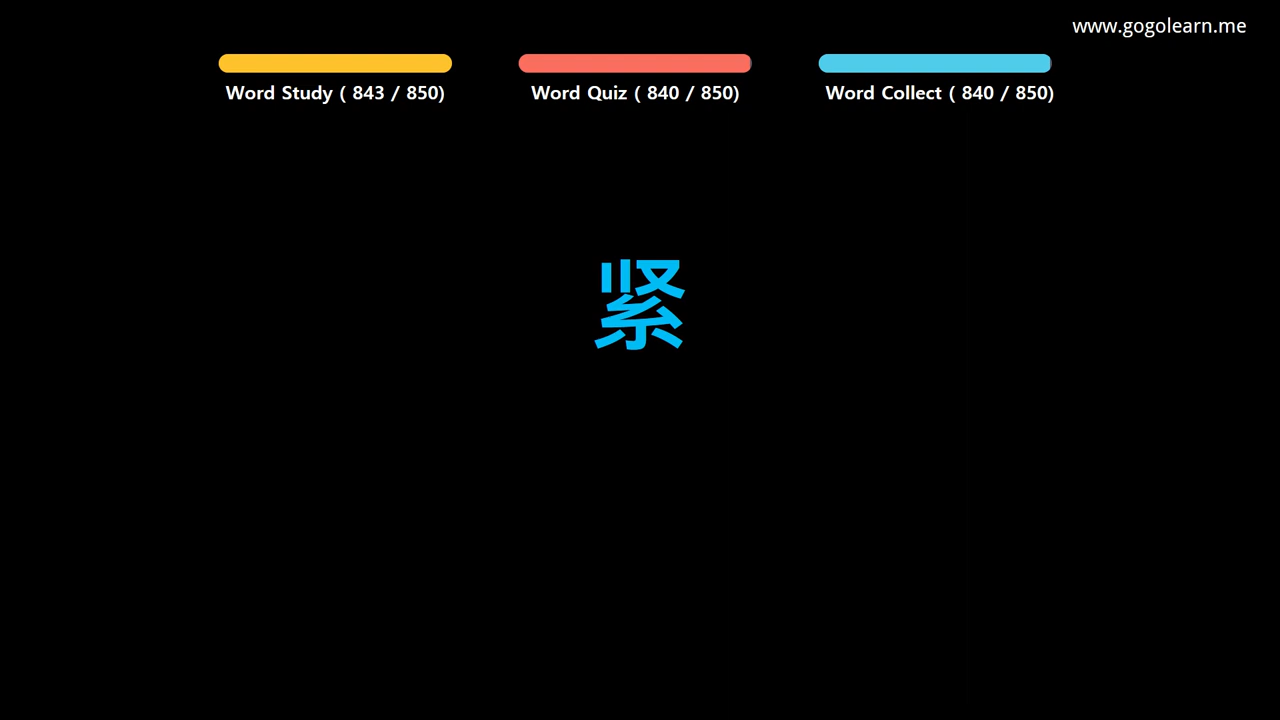 www.gogolearn.me
Word Study ( 843 / 850)
Word Quiz ( 840 / 850)
Word Collect ( 840 / 850)
紧